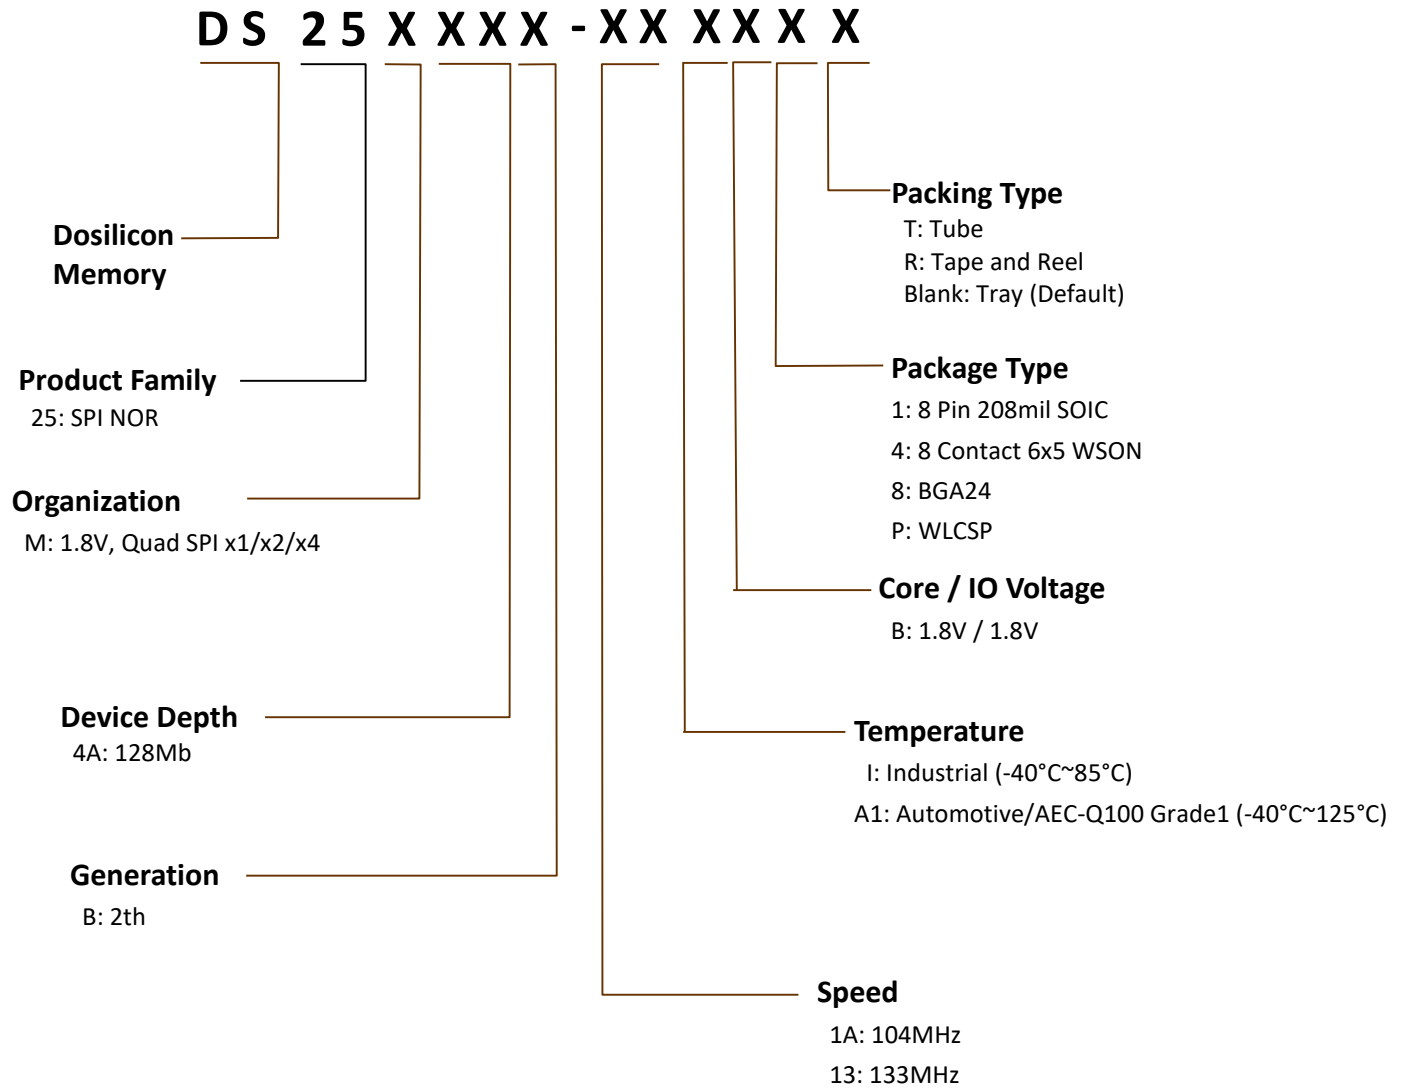 DS 25 X XX X - XX X X X X
Dosilicon
Memory
Product Family
25: SPI NOR
Organization
M: 1.8V, Quad SPI x1/x2/x4
Device Depth
4A: 128Mb
Generation
B: 2th
Packing Type
T: Tube
R: Tape and Reel
Blank: Tray (Default)
Package Type
1: 8 Pin 208mil SOIC
4: 8 Contact 6x5 WSON
8: BGA24
P: WLCSP
Core / IO Voltage
B: 1.8V / 1.8V
Temperature
I: Industrial (-40°C~85°C)
A1: Automotive/AEC-Q100 Grade1 (-40°C~125°C)
Speed
1A: 104MHz
13: 133MHz